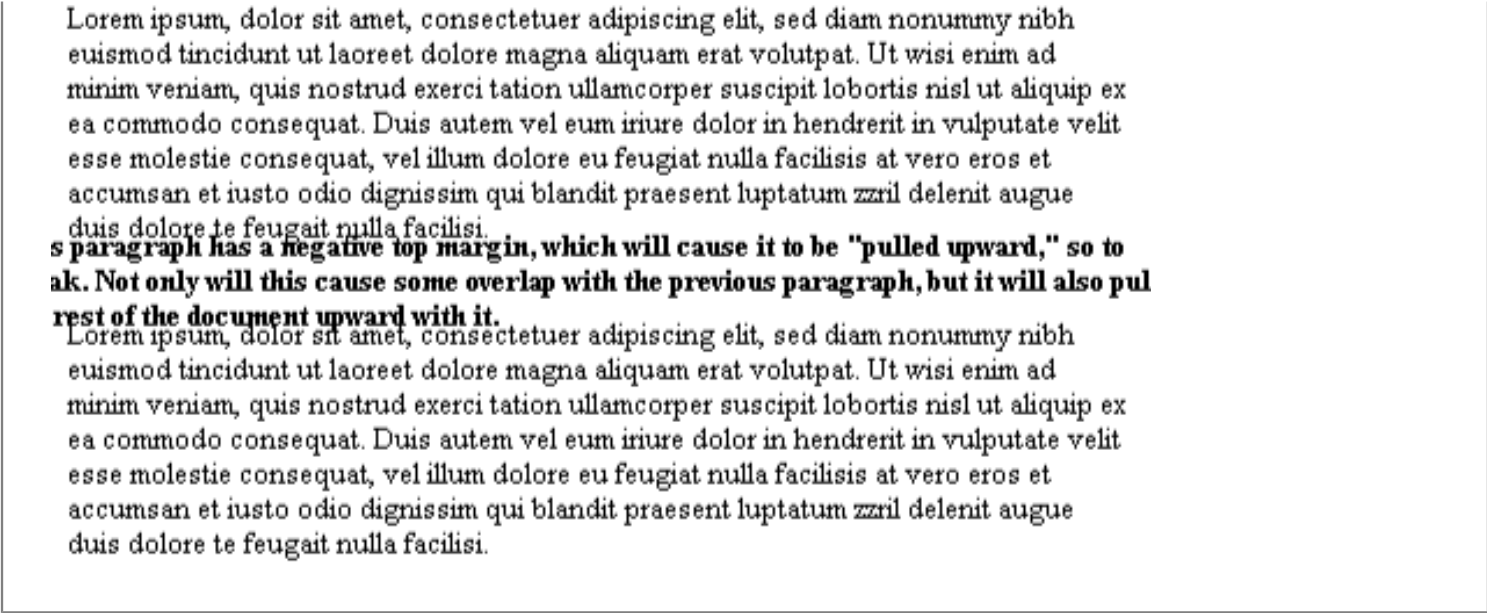 Lorem ipsum, dolor sit amet, consectetuer adipiscing elit, sed diam nonummy nibh
euismod tincidunt ut laoreet dolore magna aliquam erat volutpat. Ut wisi enim ad
minim veniam, quis nostrud exerci tation ullamcorper suscipit lobortis nisl ut aliquip ex
ea commodo consequat. Duis autem vel eum iriure dolor in hendrerit in vulputate velit
esse molestie consequat, vel illum dolore eu feugiat nulla facilisis at vero eros et
accumsan et iusto odio dignissim qui blandit praesent luptatum zzril delenit augue
duis dolore te feugait nulla facilisi.
s paragraph has a negative top margin, which will cause it to be "pulled upward," so to
ak. Not only will this cause some overlap with the previous paragraph, but it will also pul
rest of the document upward with it.
Lorem ipsum, dolor sit amet, consectetuer adipiscing elit, sed diam nonummy nibh
euismod tincidunt ut laoreet dolore magna aliquam erat volutpat. Ut wisi enim ad
minim veniam, quis nostrud exerci tation ullamcorper suscipit lobortis nisl ut aliquip ex
ea commodo consequat. Duis autem vel eum iriure dolor in hendrerit in vulputate velit
esse molestie consequat, vel illum dolore eu feugiat nulla facilisis at vero eros et
accumsan et iusto odio dignissim qui blandit praesent luptatum zzril delenit augue
duis dolore te feugait nulla facilisi.